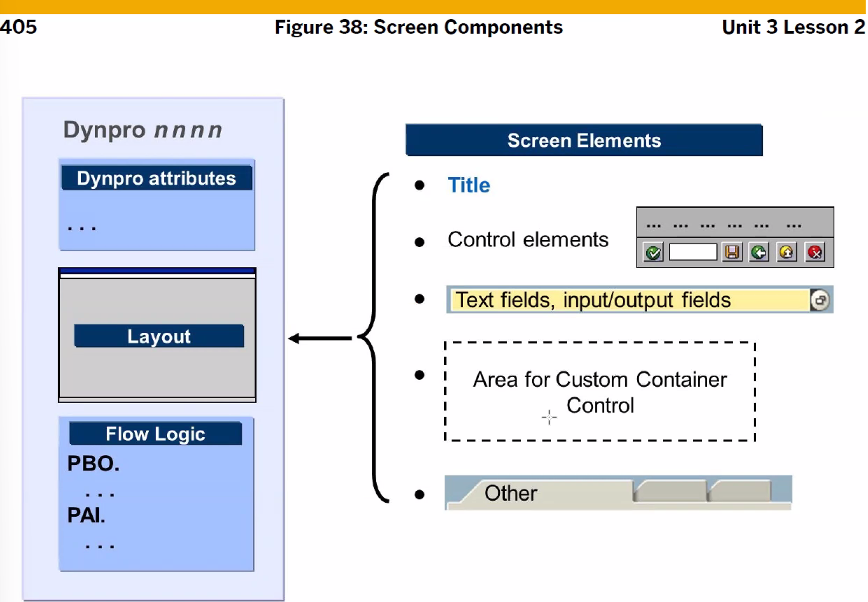 405 Figure 38: Screen Components Unit 3 Lesson 2
Dynpro nnnn
Dynpro attributes
. . .
Layout
Flow Logic
PBO.
. . .
PAI.
. . .
Screen Elements
• Title
• Control elements
... ... ... ... ... ...
• Text fields, input/output fields
• Area for Custom Container
Control
• Other